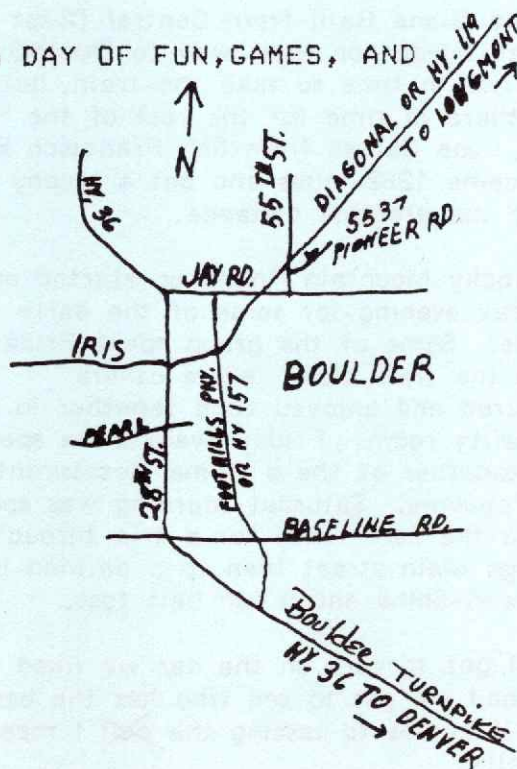 DAY OF FUN, GAMES, AND
N
HY, 36
55TH ST.
DIAGONAL OR HY. 119
TO LONGMONT
5537
PIONEER RD.
JAY RD.
IRIS
BOULDER
PEARL
28TH ST.
FOOTHILLS PKY.
OR HY 157
BASELINE RD.
Boulder TURNPIKE
HY. 36 TO DENVER